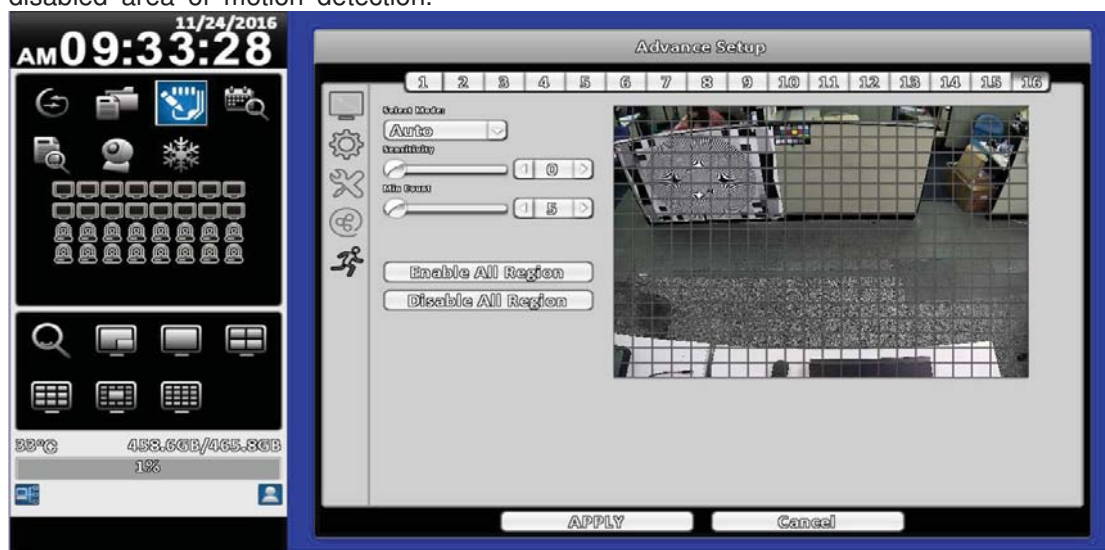 disabled area of motion detection.
11/24/2016
AM09:33:28
33°C 458.6GB/465.8GB
1%
Advance Setup
1 2 3 4 5 6 7 8 9 10 11 12 13 14 15 16
Select Mode:
Auto
Sensitivity
0
Min Count
5
Enable All Region
Disable All Region
APPLY Cancel